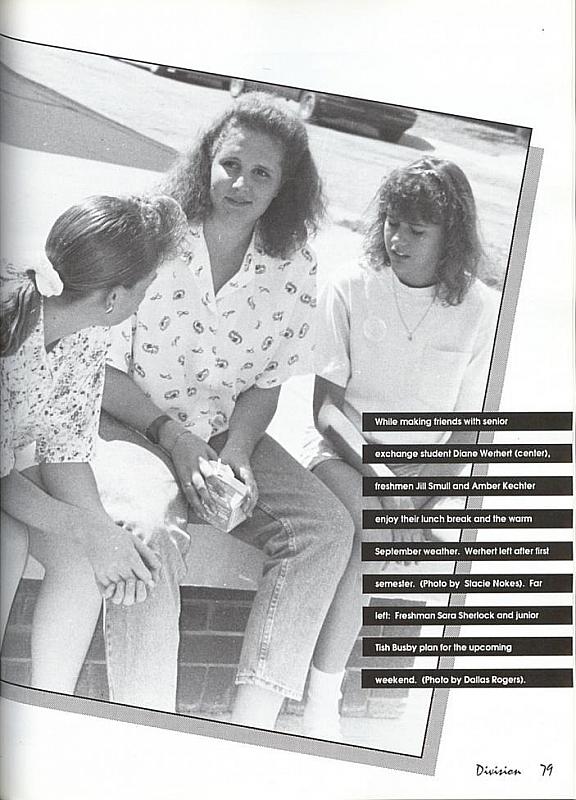 While making friends with senior
exchange student Diane Werhert (center),
freshmen Jill Smull and Amber Kechter
enjoy their lunch break and the warm
September weather. Werhert left after first
semester. (Photo by Stacie Nokes). Far
left: Freshman Sara Sherlock and junior
Tish Busby plan for the upcoming
weekend. (Photo by Dallas Rogers).
Division 79